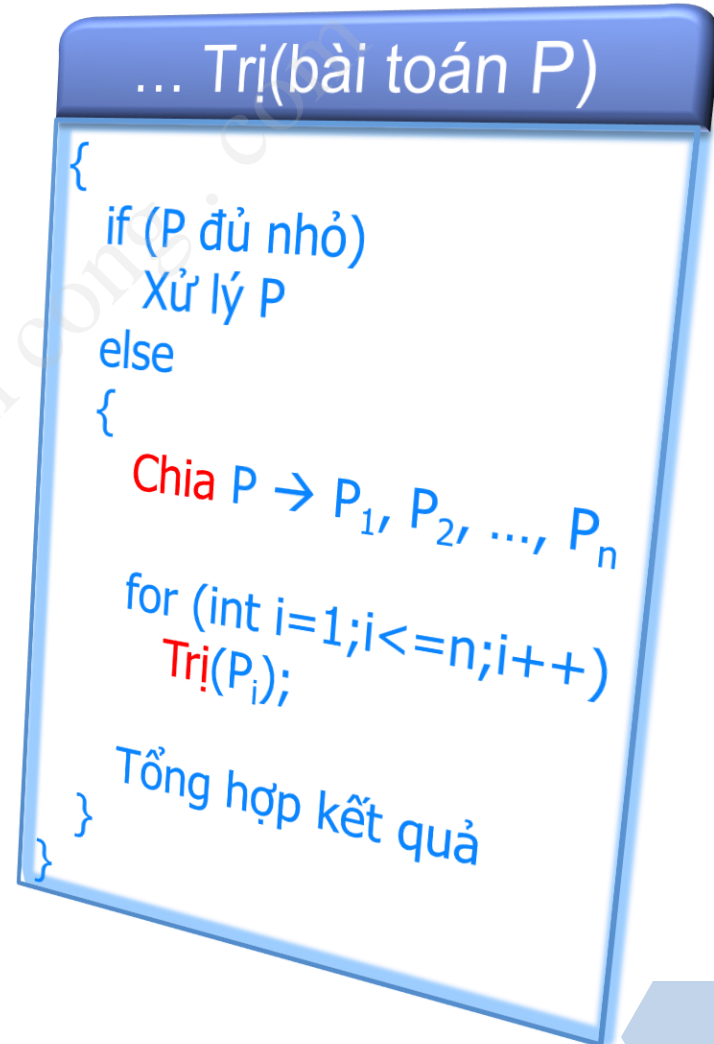 ... Trị(bài toán P)
{
if (P đủ nhỏ)
Xử lý P
else
{
Chia P → P₁, P₂, ..., Pₙ
for (int i=1;i<=n;i++)
Trị(Pᵢ);
Tổng hợp kết quả
}
}